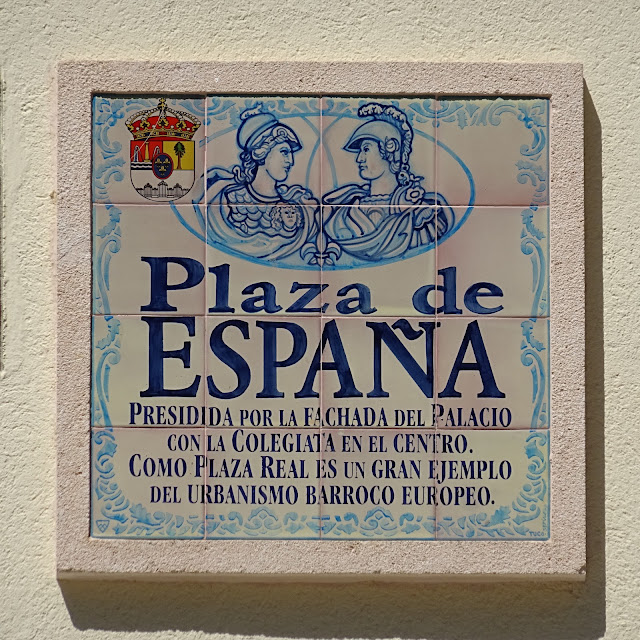 Plaza de
ESPAÑA
PRESIDIDA POR LA FACHADA DEL PALACIO
CON LA COLEGIATA EN EL CENTRO.
COMO PLAZA REAL ES UN GRAN EJEMPLO
DEL URBANISMO BARROCO EUROPEO.